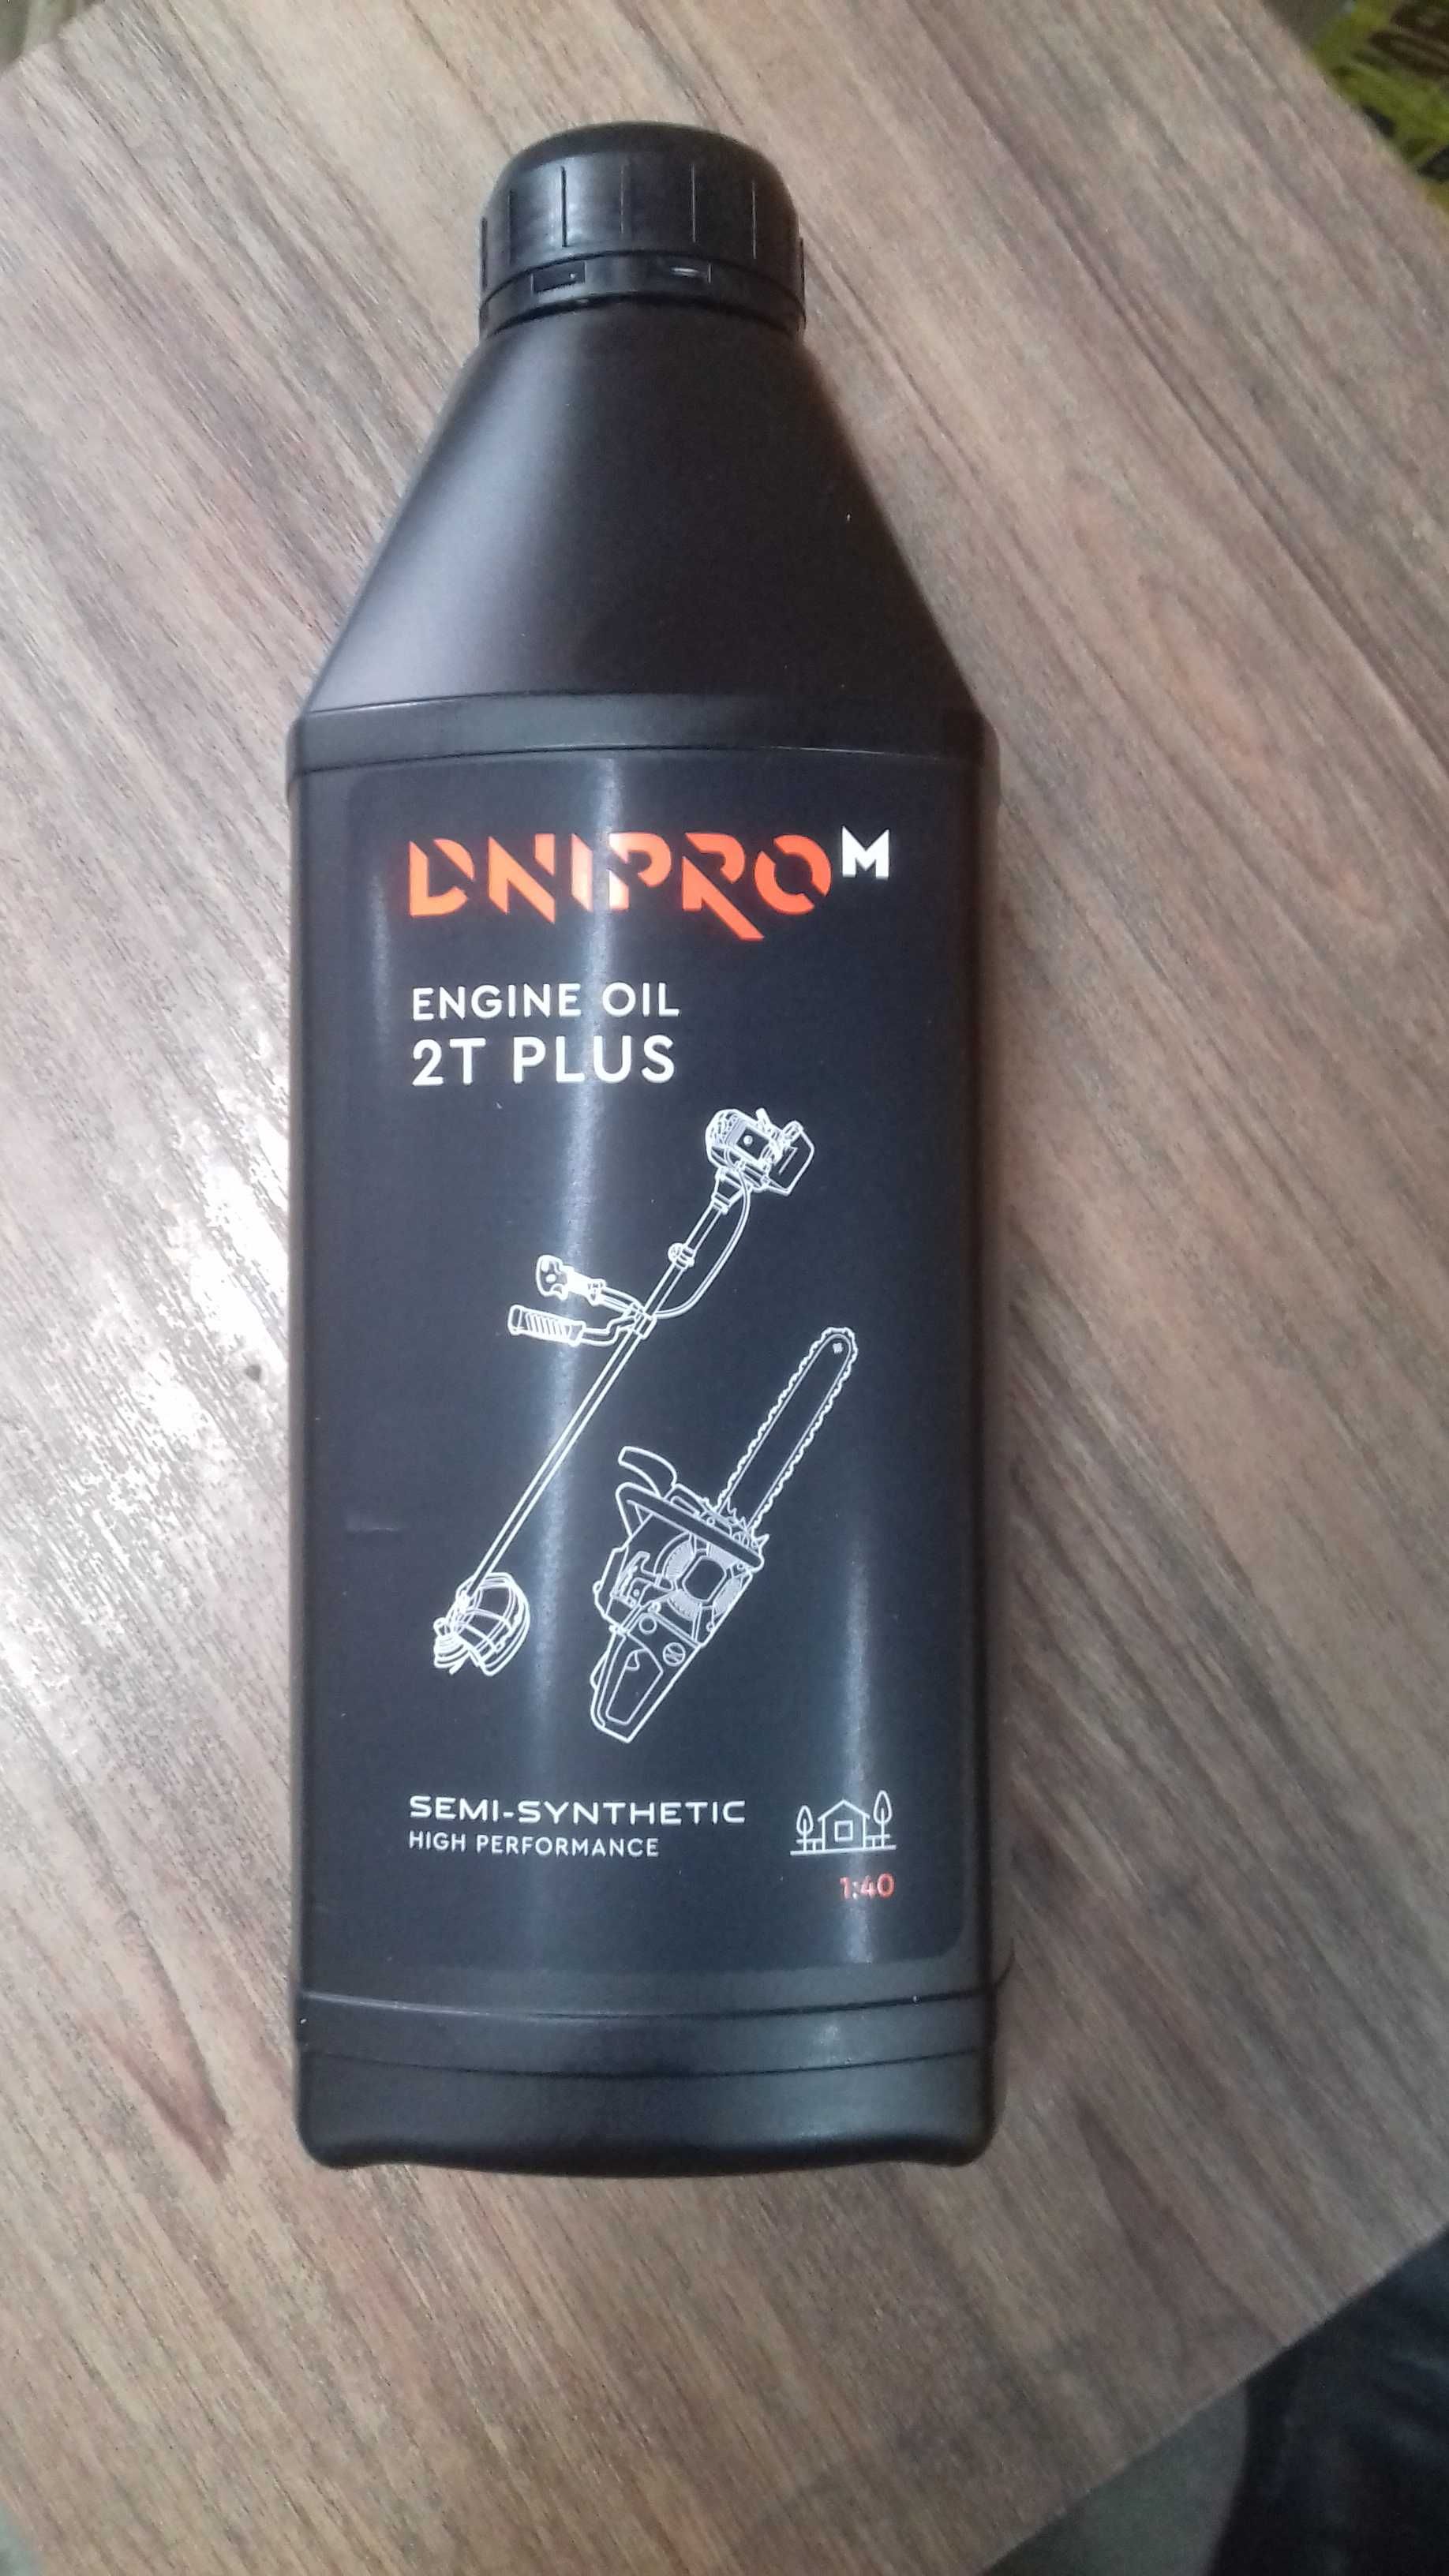 DNIPRO M
ENGINE OIL
2T PLUS
SEMI-SYNTHETIC
HIGH PERFORMANCE
1:40